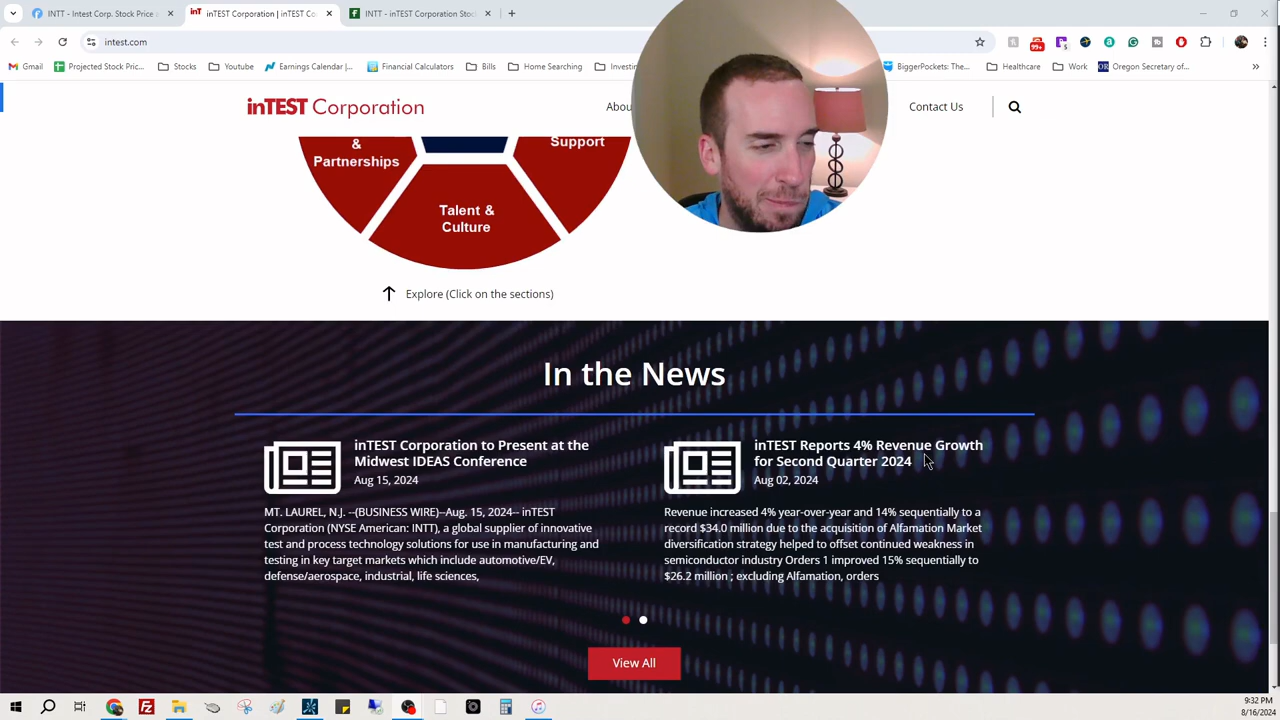 INTT - Intest Corp. Stock Price a
inTEST Corporation | inTEST Co
INTT - inTEST Corporation Stoc
intest.com
99+
Gmail
Projected Stock Pric...
Stocks
Youtube
Earnings Calendar |...
Financial Calculators
Bills
Home Searching
BiggerPockets: The...
Healthcare
Work
OR
Oregon Secretary of...
inTEST Corporation
Abou
Contact Us
&
Partnerships
Support
Talent &
Culture
Explore (Click on the sections)
In the News
inTEST Corporation to Present at the
Midwest IDEAS Conference
Aug 15, 2024
MT. LAUREL, N.J. --(BUSINESS WIRE)--Aug. 15, 2024-- inTEST
Corporation (NYSE American: INTT), a global supplier of innovative
test and process technology solutions for use in manufacturing and
testing in key target markets which include automotive/EV,
defense/aerospace, industrial, life sciences,
inTEST Reports 4% Revenue Growth
for Second Quarter 2024
Aug 02, 2024
Revenue increased 4% year-over-year and 14% sequentially to a
record $34.0 million due to the acquisition of Alfamation Market
diversification strategy helped to offset continued weakness in
semiconductor industry Orders 1 improved 15% sequentially to
$26.2 million ; excluding Alfamation, orders
View All
9:32 PM
8/16/2024